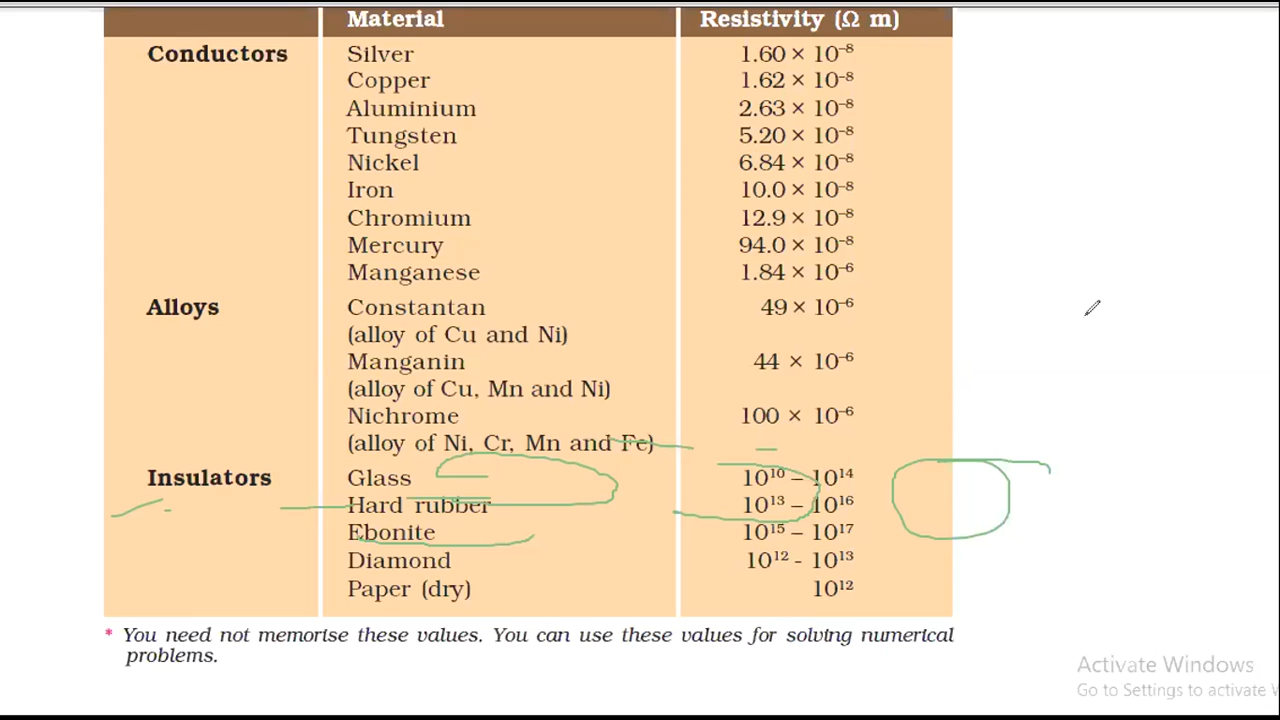 Material Resistivity (Ω m)
Conductors Silver 1.60 × 10⁻⁸
Copper 1.62 × 10⁻⁸
Aluminium 2.63 × 10⁻⁸
Tungsten 5.20 × 10⁻⁸
Nickel 6.84 × 10⁻⁸
Iron 10.0 × 10⁻⁸
Chromium 12.9 × 10⁻⁸
Mercury 94.0 × 10⁻⁸
Manganese 1.84 × 10⁻⁶
Alloys Constantan 49 × 10⁻⁶
(alloy of Cu and Ni)
Manganin 44 × 10⁻⁶
(alloy of Cu, Mn and Ni)
Nichrome 100 × 10⁻⁶
(alloy of Ni, Cr, Mn and Fe)
Insulators Glass 10¹⁰ – 10¹⁴
Hard rubber 10¹³ – 10¹⁶
Ebonite 10¹⁵ – 10¹⁷
Diamond 10¹² - 10¹³
Paper (dry) 10¹²
* You need not memorise these values. You can use these values for solving numerical
problems.
Activate Windows
Go to Settings to activate